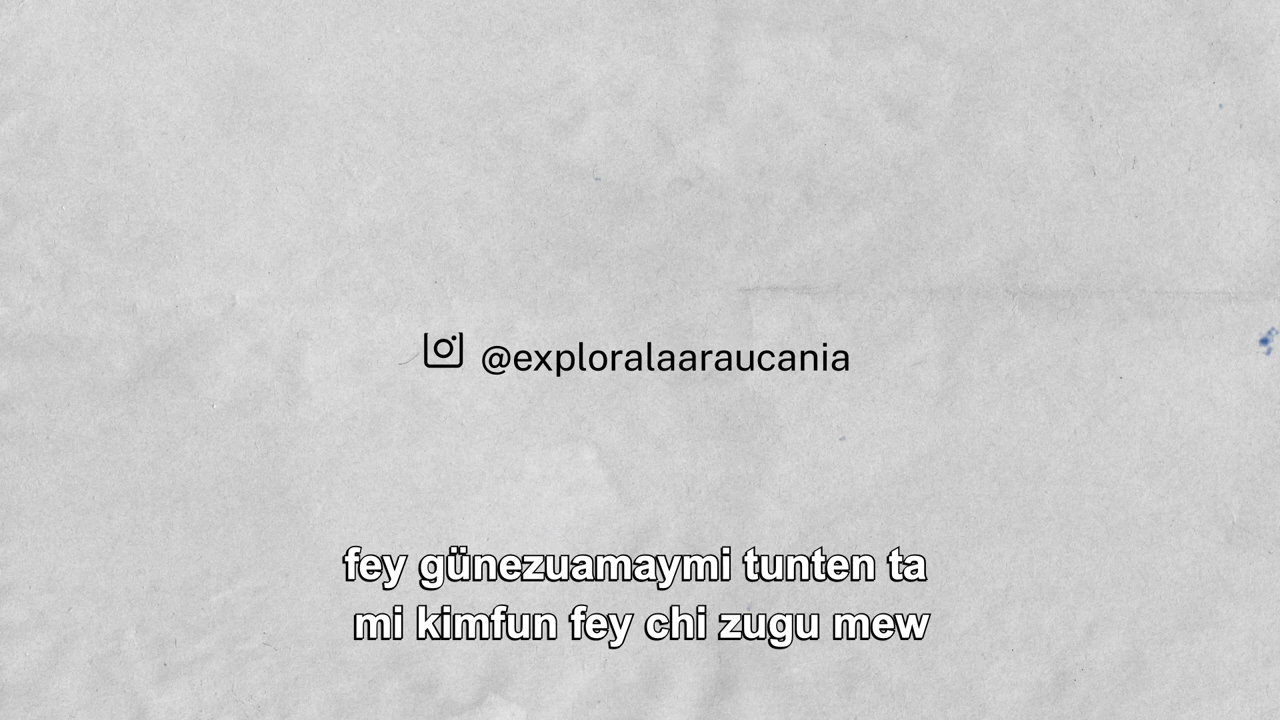 @exploralaaraucania
fey günezuamaymi tunten ta
mi kimfun fey chi zugu mew